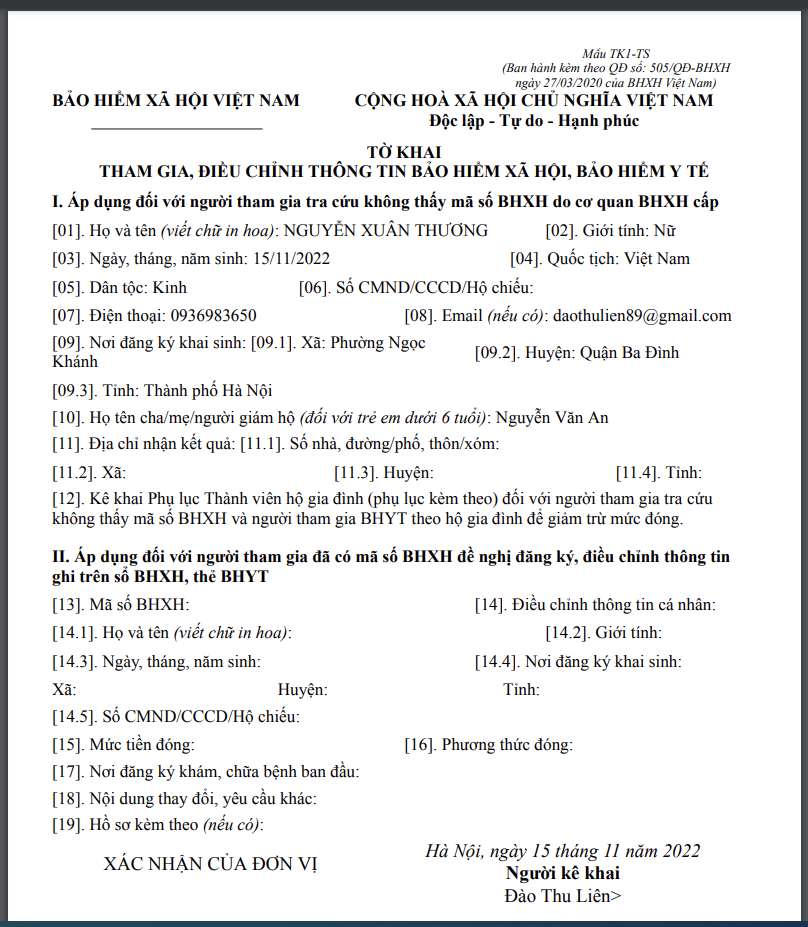 Mẫu TK1-TS
(Ban hành kèm theo QĐ số: 505/QĐ-BHXH
ngày 27/03/2020 của BHXH Việt Nam)
BẢO HIỂM XÃ HỘI VIỆT NAM CỘNG HOÀ XÃ HỘI CHỦ NGHĨA VIỆT NAM
Độc lập - Tự do - Hạnh phúc
TỜ KHAI
THAM GIA, ĐIỀU CHỈNH THÔNG TIN BẢO HIỂM XÃ HỘI, BẢO HIỂM Y TẾ
I. Áp dụng đối với người tham gia tra cứu không thấy mã số BHXH do cơ quan BHXH cấp
[01]. Họ và tên (viết chữ in hoa): NGUYỄN XUÂN THƯƠNG [02]. Giới tính: Nữ
[03]. Ngày, tháng, năm sinh: 15/11/2022 [04]. Quốc tịch: Việt Nam
[05]. Dân tộc: Kinh [06]. Số CMND/CCCD/Hộ chiếu:
[07]. Điện thoại: 0936983650 [08]. Email (nếu có): daothulien89@gmail.com
[09]. Nơi đăng ký khai sinh: [09.1]. Xã: Phường Ngọc
Khánh
[09.2]. Huyện: Quận Ba Đình
[09.3]. Tỉnh: Thành phố Hà Nội
[10]. Họ tên cha/mẹ/người giám hộ (đối với trẻ em dưới 6 tuổi): Nguyễn Văn An
[11]. Địa chỉ nhận kết quả: [11.1]. Số nhà, đường/phố, thôn/xóm:
[11.2]. Xã: [11.3]. Huyện: [11.4]. Tỉnh:
[12]. Kê khai Phụ lục Thành viên hộ gia đình (phụ lục kèm theo) đối với người tham gia tra cứu
không thấy mã số BHXH và người tham gia BHYT theo hộ gia đình để giảm trừ mức đóng.
II. Áp dụng đối với người tham gia đã có mã số BHXH đề nghị đăng ký, điều chỉnh thông tin
ghi trên sổ BHXH, thẻ BHYT
[13]. Mã số BHXH: [14]. Điều chỉnh thông tin cá nhân:
[14.1]. Họ và tên (viết chữ in hoa): [14.2]. Giới tính:
[14.3]. Ngày, tháng, năm sinh: [14.4]. Nơi đăng ký khai sinh:
Xã: Huyện: Tỉnh:
[14.5]. Số CMND/CCCD/Hộ chiếu:
[15]. Mức tiền đóng: [16]. Phương thức đóng:
[17]. Nơi đăng ký khám, chữa bệnh ban đầu:
[18]. Nội dung thay đổi, yêu cầu khác:
[19]. Hồ sơ kèm theo (nếu có):
XÁC NHẬN CỦA ĐƠN VỊ
Hà Nội, ngày 15 tháng 11 năm 2022
Người kê khai
Đào Thu Liên>